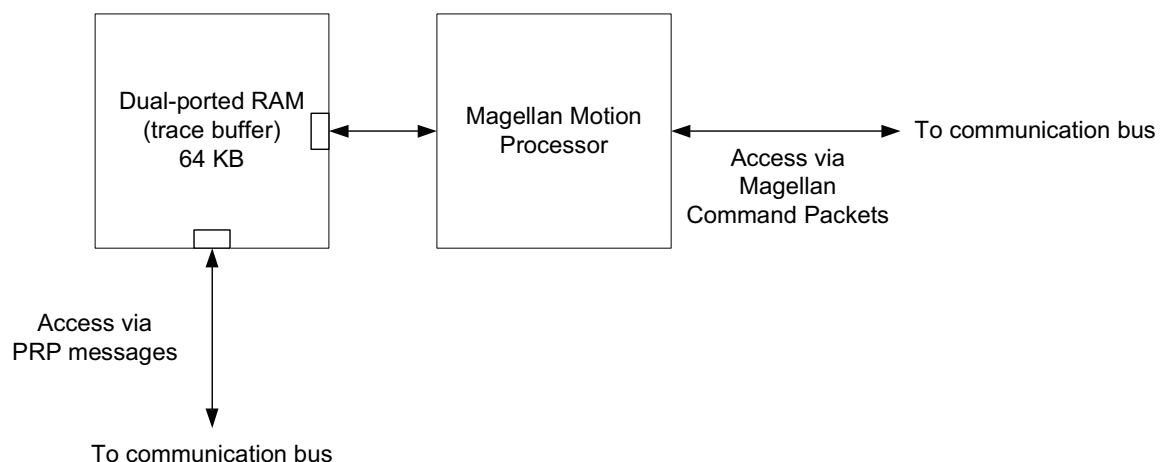 Dual-ported RAM
(trace buffer)
64 KB
Magellan Motion
Processor
To communication bus
Access via
Magellan
Command Packets
Access via
PRP messages
To communication bus